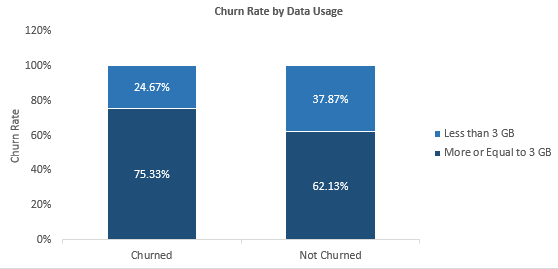 Churn Rate by Data Usage
120%
100%
80%
60%
40%
20%
0%
Churn Rate
24.67%
75.33%
37.87%
62.13%
Churned
Not Churned
Less than 3 GB
More or Equal to 3 GB